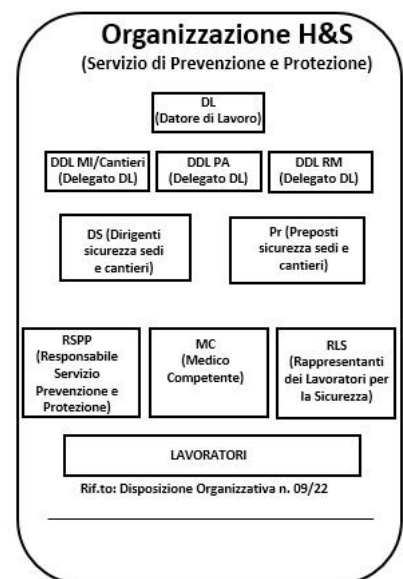 Organizzazione H&S
(Servizio di Prevenzione e Protezione)
DL
(Datore di Lavoro)
DDL MI/Cantieri
(Delegato DL)
DDL PA
(Delegato DL)
DDL RM
(Delegato DL)
DS (Dirigenti
sicurezza sedi
e cantieri)
Pr (Preposti
sicurezza sedi e
cantieri)
RSPP
(Responsabile
Servizio
Prevenzione e
Protezione)
MC
(Medico
Competente)
RLS
(Rappresentanti
dei Lavoratori per
la Sicurezza)
LAVORATORI
Rif.to: Disposizione Organizzativa n. 09/22